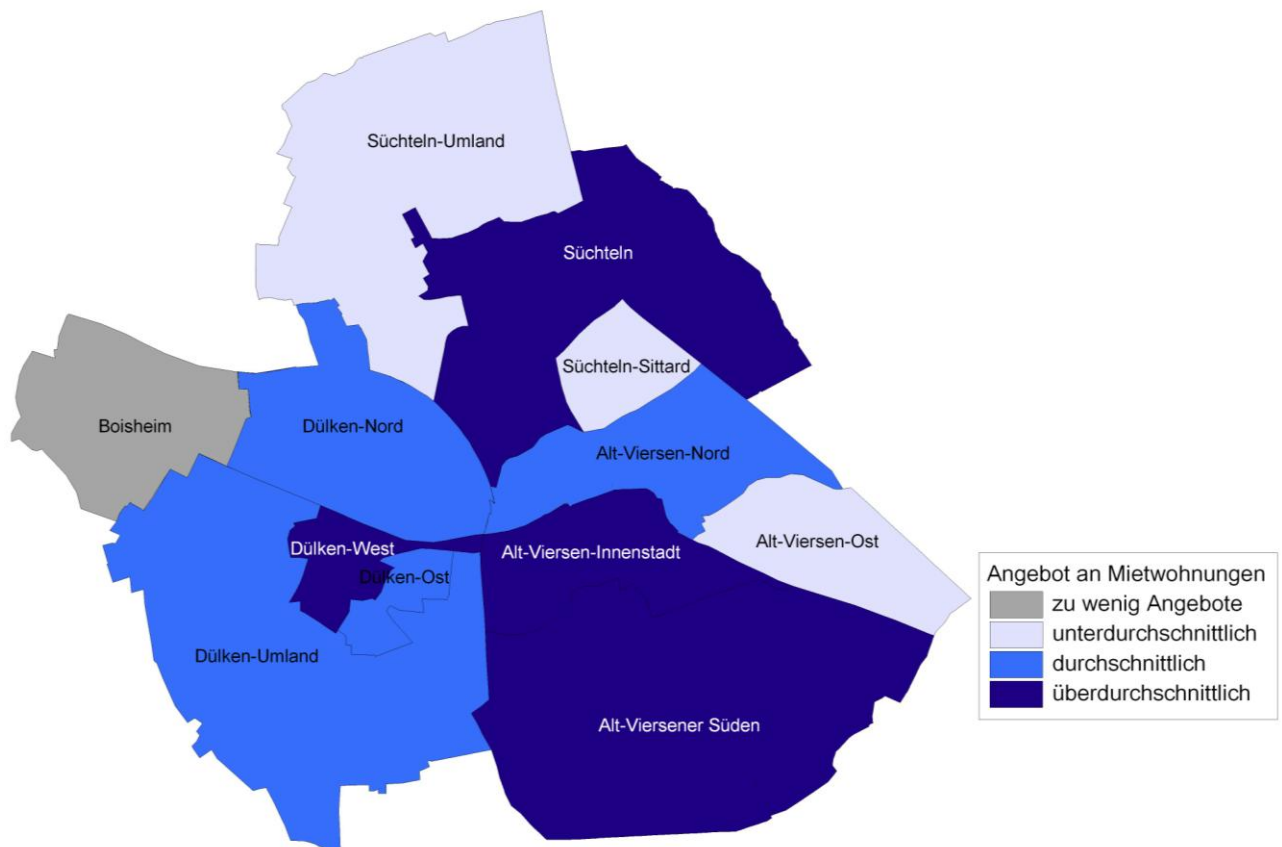 Süchteln-Umland
Süchteln
Süchteln-Sittard
Boisheim
Dülken-Nord
Alt-Viersen-Nord
Dülken-West
Alt-Viersen-Innenstadt
Alt-Viersen-Ost
Dülken-Ost
Dülken-Umland
Alt-Viersener Süden
Angebot an Mietwohnungen
zu wenig Angebote
unterdurchschnittlich
durchschnittlich
überdurchschnittlich